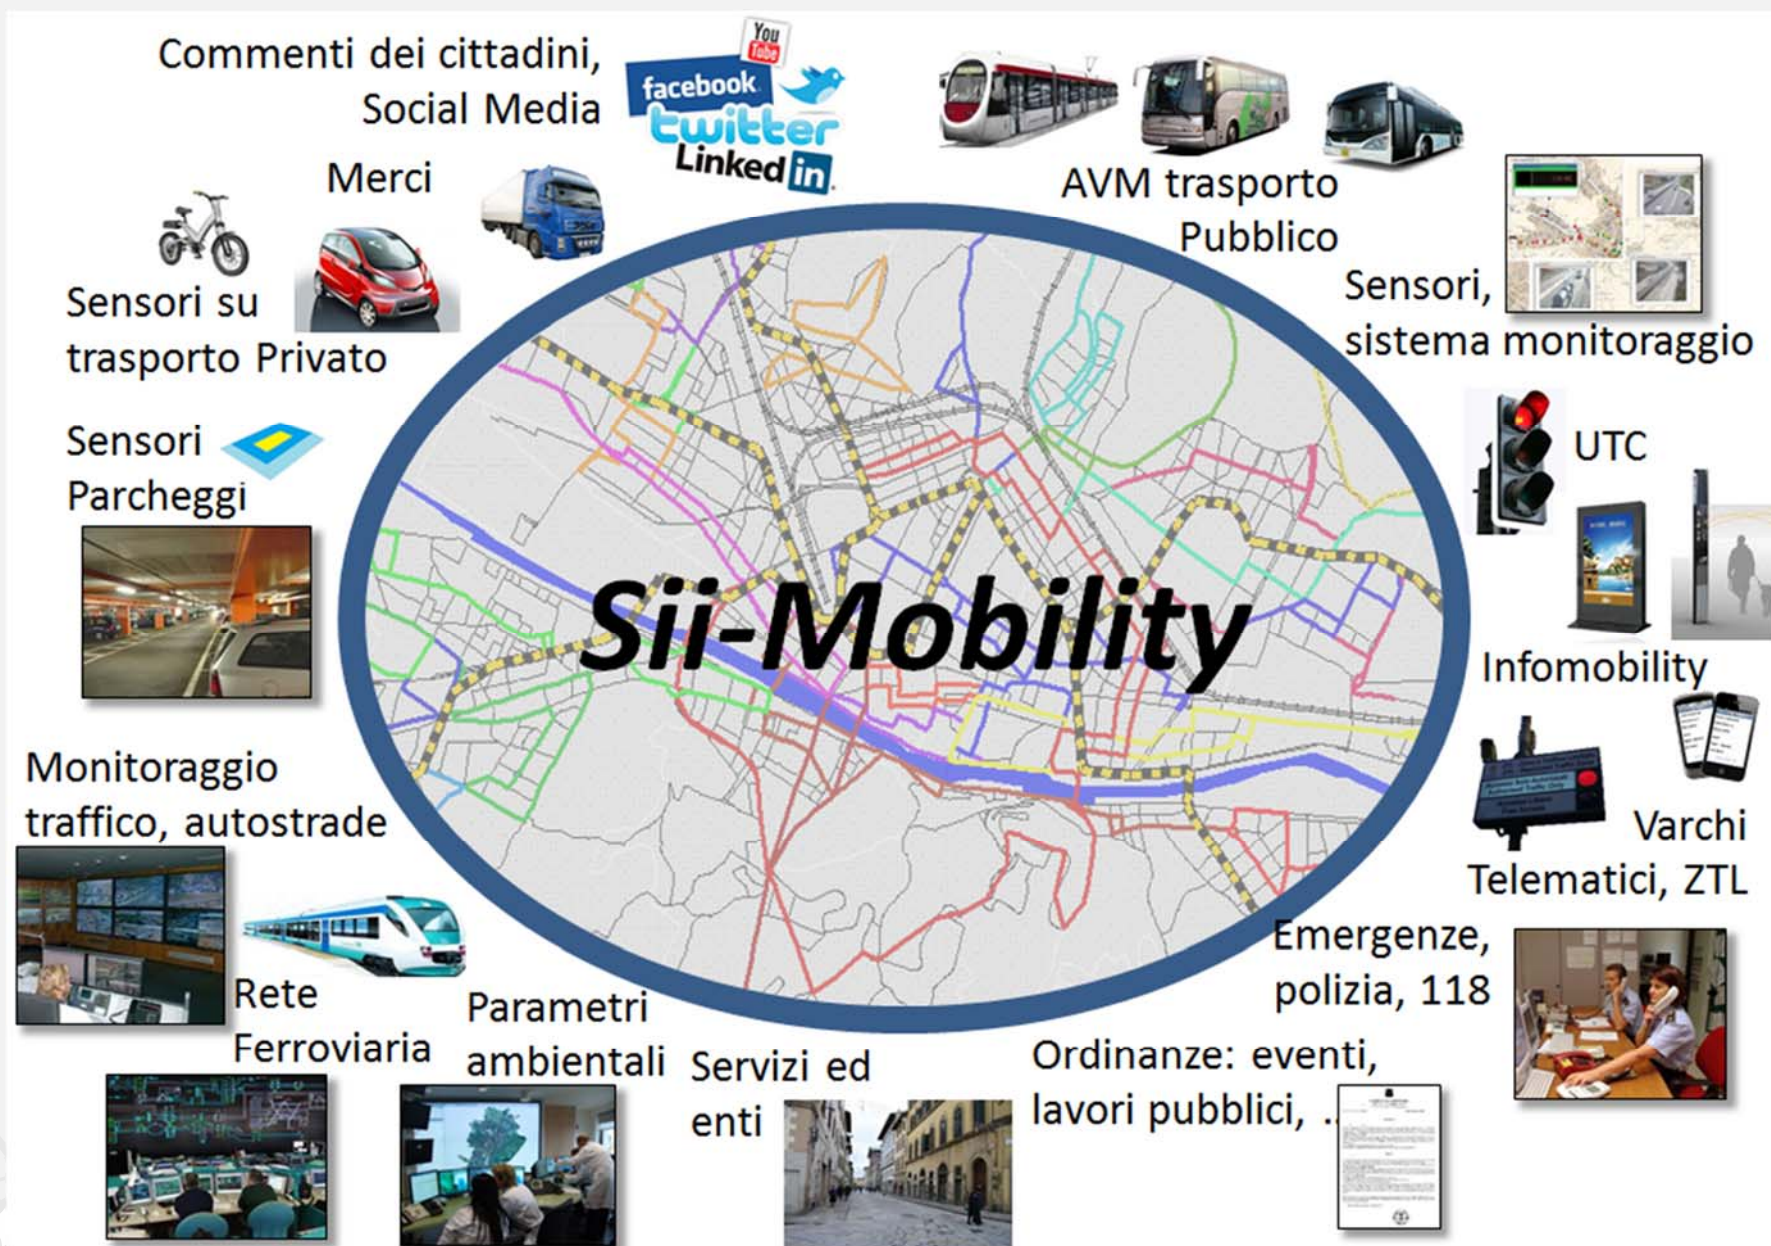 Commenti dei cittadini,
Social Media
You
Tube
facebook
twitter
Linked in
AVM trasporto
Pubblico
Merci
Sensori su
trasporto Privato
Sensori,
sistema monitoraggio
Sensori
Parcheggi
UTC
Sii-Mobility
Infomobility
Monitoraggio
traffico, autostrade
Varchi
Telematici, ZTL
Emergenze,
polizia, 118
Rete
Ferroviaria
Parametri
ambientali
Servizi ed
enti
Ordinanze: eventi,
lavori pubblici, ..